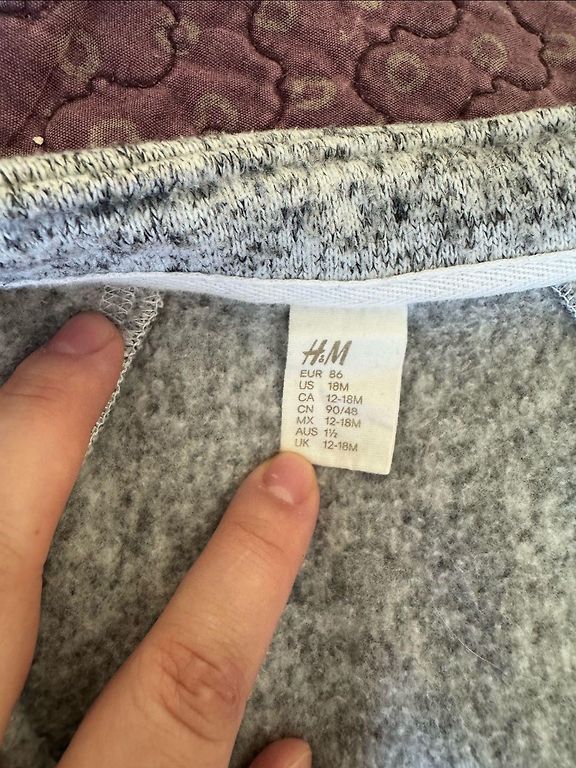 H&M
EUR 86
US 18M
CA 12-18M
CN 90/48
MX 12-18M
AUS 1½
UK 12-18M